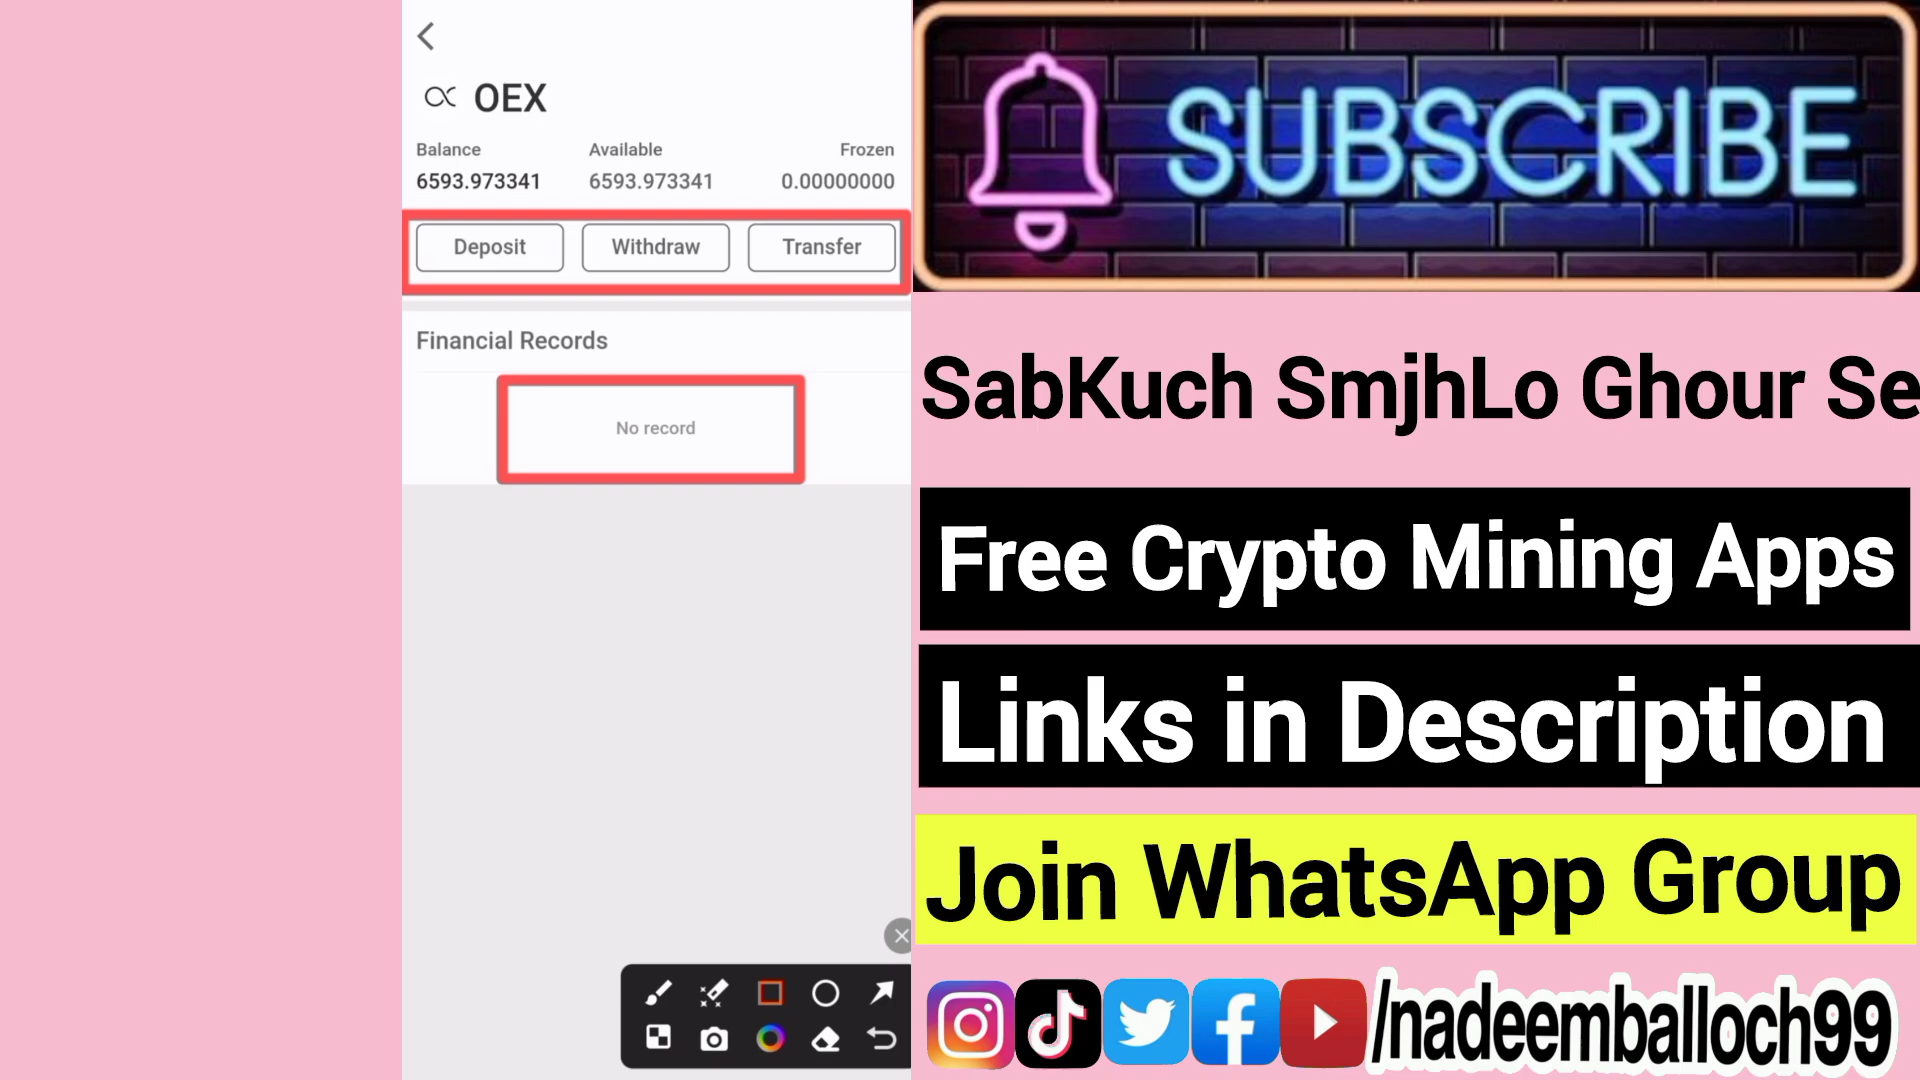 OEX
Balance Available Frozen
6593.973341 6593.973341 0.00000000
Deposit Withdraw Transfer
Financial Records
No record
SUBSCRIBE
SabKuch SmjhLo Ghour Se
Free Crypto Mining Apps
Links in Description
Join WhatsApp Group
/nadeemballoch99